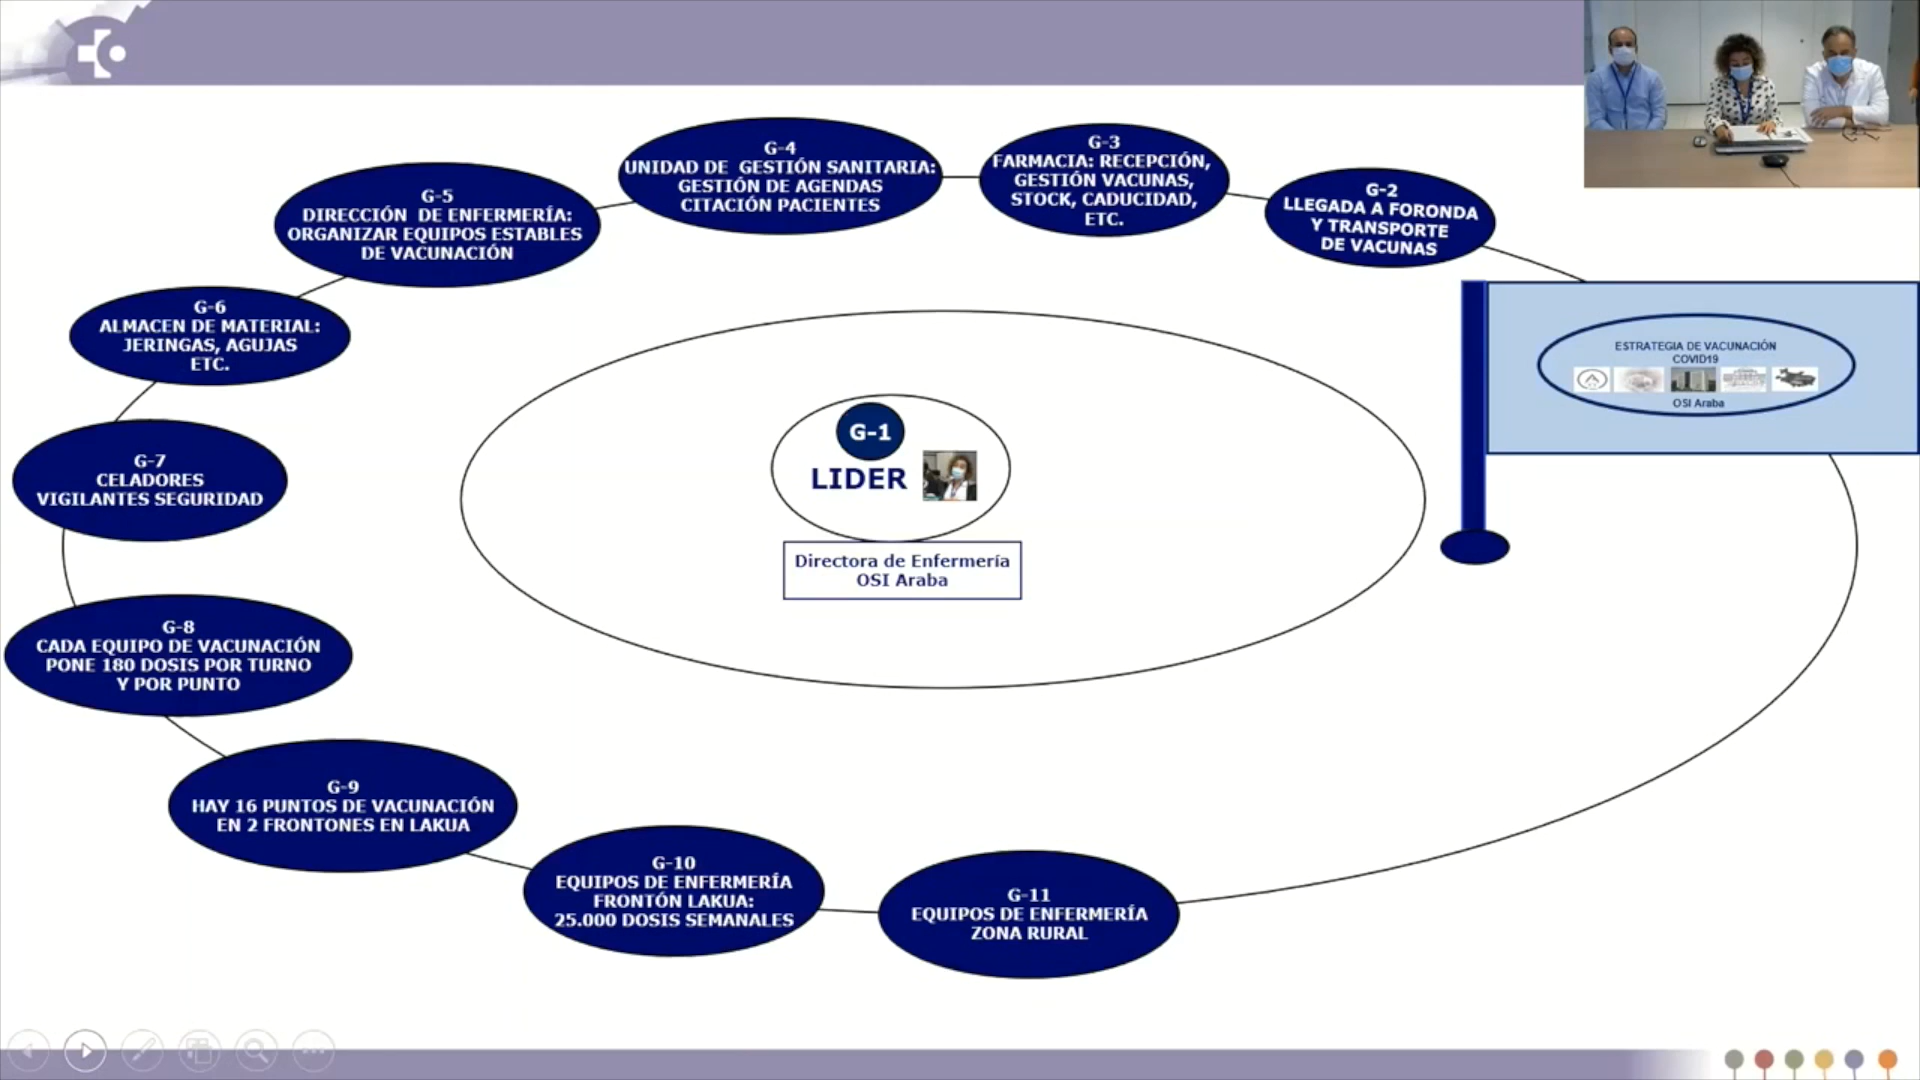 G-4
UNIDAD DE GESTIÓN SANITARIA:
GESTIÓN DE AGENDAS
CITACIÓN PACIENTES
G-3
FARMACIA: RECEPCIÓN,
GESTIÓN VACUNAS,
STOCK, CADUCIDAD,
ETC.
G-2
LLEGADA A FORONDA
Y TRANSPORTE
DE VACUNAS
G-5
DIRECCIÓN DE ENFERMERÍA:
ORGANIZAR EQUIPOS ESTABLES
DE VACUNACIÓN
G-6
ALMACEN DE MATERIAL:
JERINGAS, AGUJAS
ETC.
ESTRATEGIA DE VACUNACIÓN
COVID19
OSI Araba
G-1
LIDER
Directora de Enfermería
OSI Araba
G-7
CELADORES
VIGILANTES SEGURIDAD
G-8
CADA EQUIPO DE VACUNACIÓN
PONE 180 DOSIS POR TURNO
Y POR PUNTO
G-9
HAY 16 PUNTOS DE VACUNACIÓN
EN 2 FRONTONES EN LAKUA
G-10
EQUIPOS DE ENFERMERÍA
FRONTÓN LAKUA:
25.000 DOSIS SEMANALES
G-11
EQUIPOS DE ENFERMERÍA
ZONA RURAL